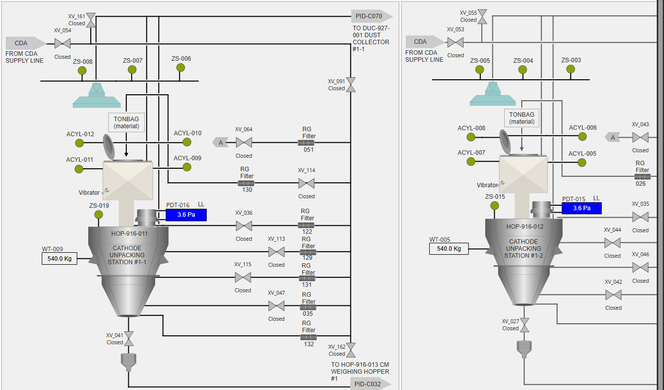 XV_161
Closed
XV_054
CDA
FROM CDA
SUPPLY LINE
Closed
PID-C070
TO DUC-927-
001 DUST
COLLECTOR
#1-1
ZS-008
ZS-007
ZS-006
XV_091
Closed
TONBAG
(material)
ACYL-012
ACYL-010
ACYL-011
ACYL-009
A
XV_064
Closed
RG
Filter
051
RG
Filter
130
XV_114
Closed
Vibrator
ZS-019
PDT-016
LL
3.6 Pa
HOP-916-011
CATHODE
UNPACKING
STATION #1-1
WT-009
540.0 Kg
XV_036
Closed
RG
Filter
122
XV_113
Closed
RG
Filter
129
XV_115
Closed
RG
Filter
131
XV_047
Closed
RG
Filter
035
RG
Filter
132
XV_041
Closed
XV_162
Closed
TO HOP-916-013 CM
WEIGHING HOPPER
#1
PID-C032
XV_055
Closed
XV_053
CDA
FROM CDA
SUPPLY LINE
Closed
ZS-005
ZS-004
ZS-003
TONBAG
(material)
ACYL-008
ACYL-006
ACYL-007
ACYL-005
A
XV_043
Closed
RG
Filter
026
Vibrator
ZS-015
PDT-015
LL
3.6 Pa
HOP-916-012
CATHODE
UNPACKING
STATION #1-2
WT-005
540.0 Kg
XV_035
Closed
XV_044
Closed
XV_046
Closed
XV_042
Closed
XV_027
Closed